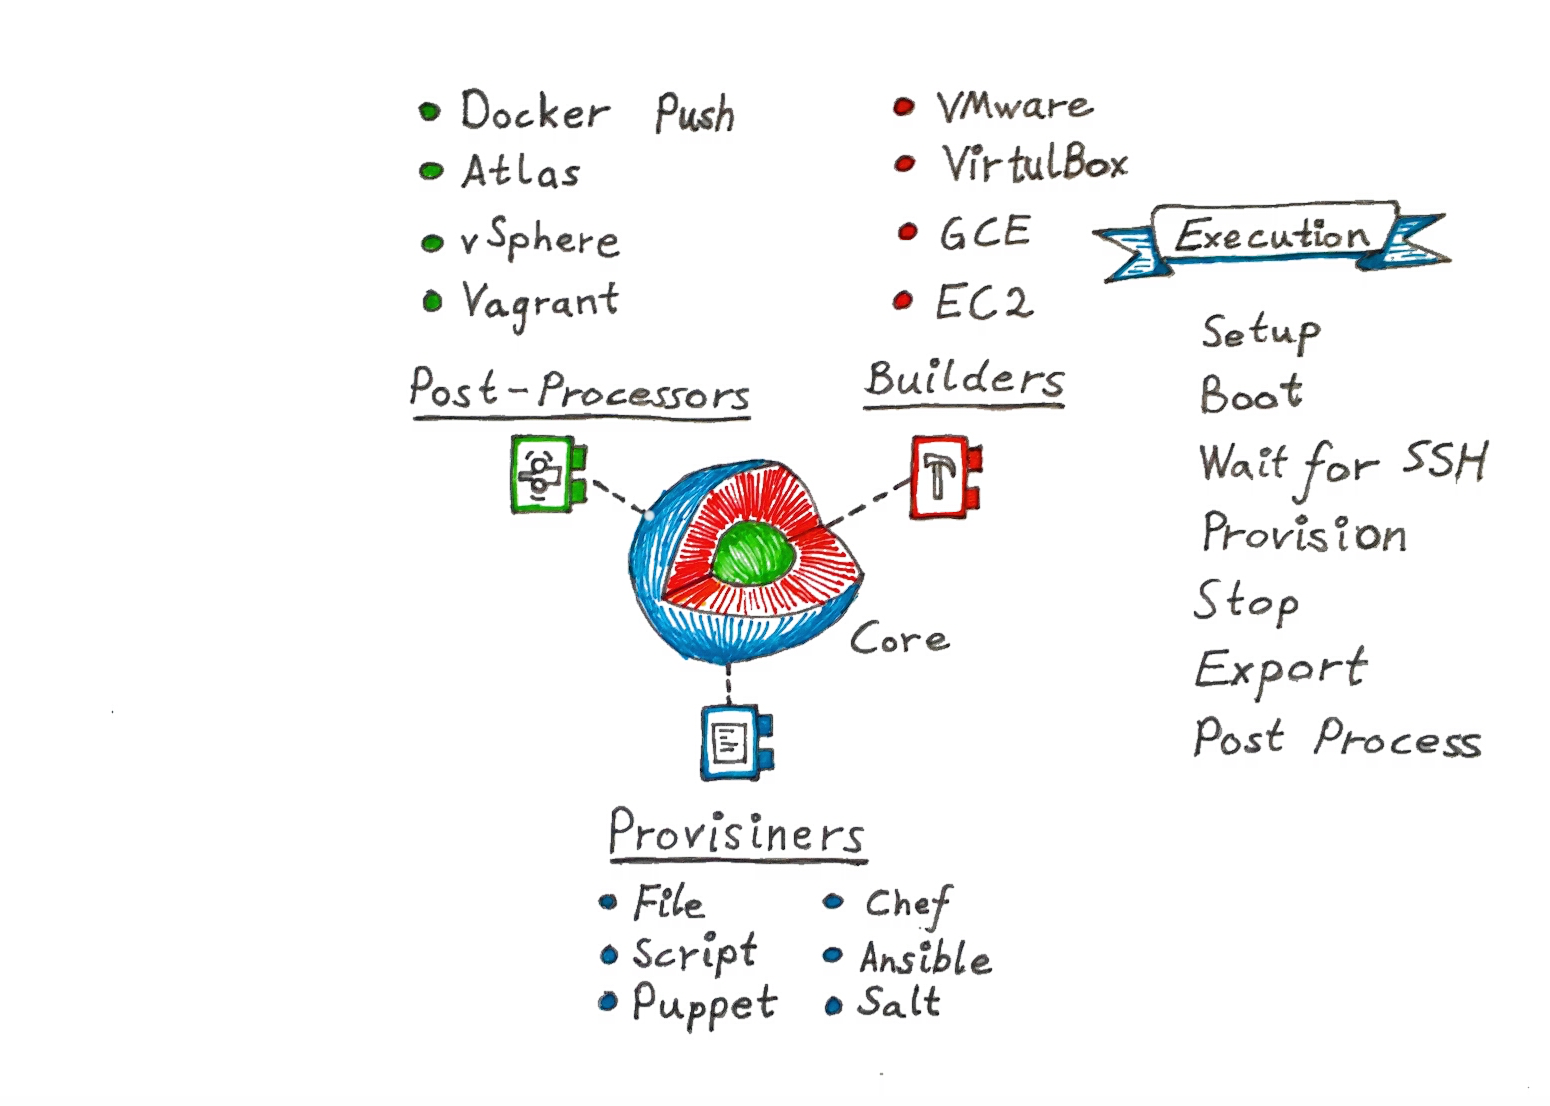 Docker Push
Atlas
vSphere
Vagrant
Post-Processors
VMware
VirtulBox
GCE
EC2
Builders
Core
Provisiners
File
Script
Puppet
Chef
Ansible
Salt
Execution
Setup
Boot
Wait for SSH
Provision
Stop
Export
Post Process